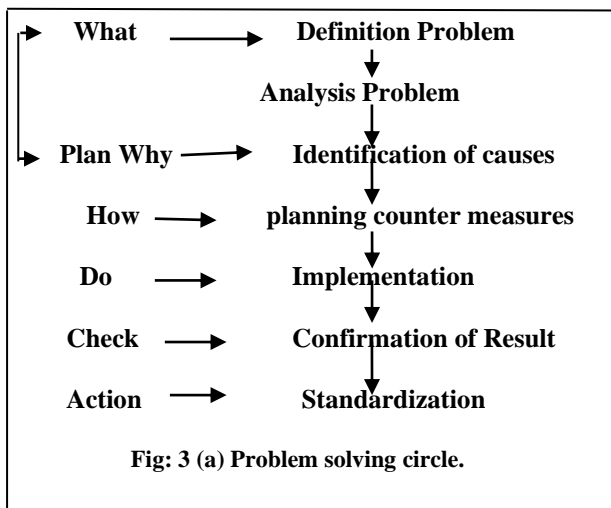 What Definition Problem
Analysis Problem
Plan Why Identification of causes
How planning counter measures
Do Implementation
Check Confirmation of Result
Action Standardization
Fig: 3 (a) Problem solving circle.